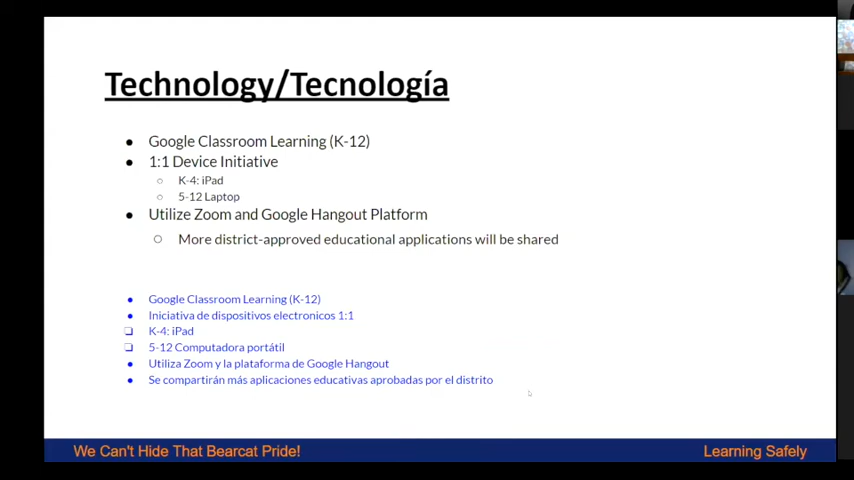 Technology/Tecnología
Google Classroom Learning (K-12)
1:1 Device Initiative
K-4: iPad
5-12 Laptop
Utilize Zoom and Google Hangout Platform
More district-approved educational applications will be shared
Google Classroom Learning (K-12)
Iniciativa de dispositivos electronicos 1:1
K-4: iPad
5-12 Computadora portátil
Utiliza Zoom y la plataforma de Google Hangout
Se compartirán más aplicaciones educativas aprobadas por el distrito
We Can't Hide That Bearcat Pride!
Learning Safely